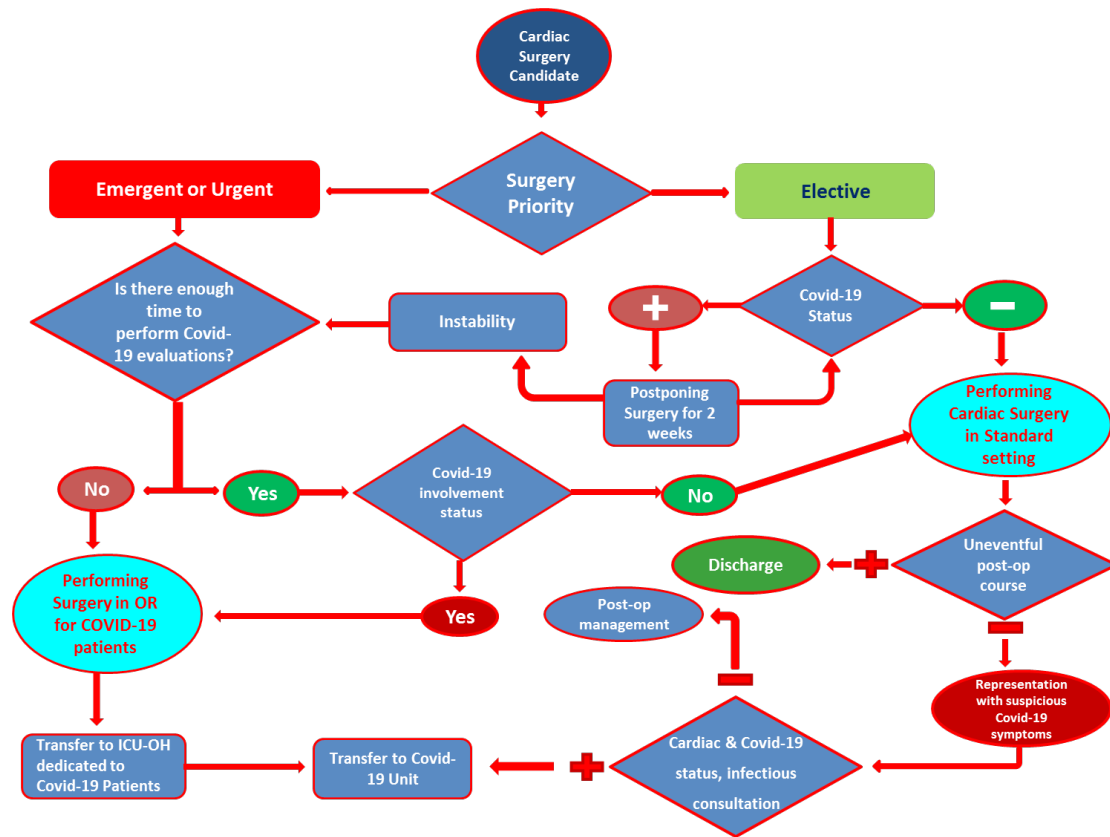 Cardiac
Surgery
Candidate
Emergent or Urgent
Surgery
Priority
Elective
Is there enough
time to
perform Covid-
19 evaluations?
Instability
+
Covid-19
Status
−
Postponing
Surgery for 2
weeks
Performing
Cardiac Surgery
in Standard
setting
No
Yes
Covid-19
involvement
status
No
Performing
Surgery in OR
for COVID-19
patients
Yes
Discharge
+
Uneventful
post-op
course
Post-op
management
−
−
Representation
with suspicious
Covid-19
symptoms
Transfer to ICU-OH
dedicated to
Covid-19 Patients
Transfer to Covid-
19 Unit
+
Cardiac & Covid-19
status, infectious
consultation